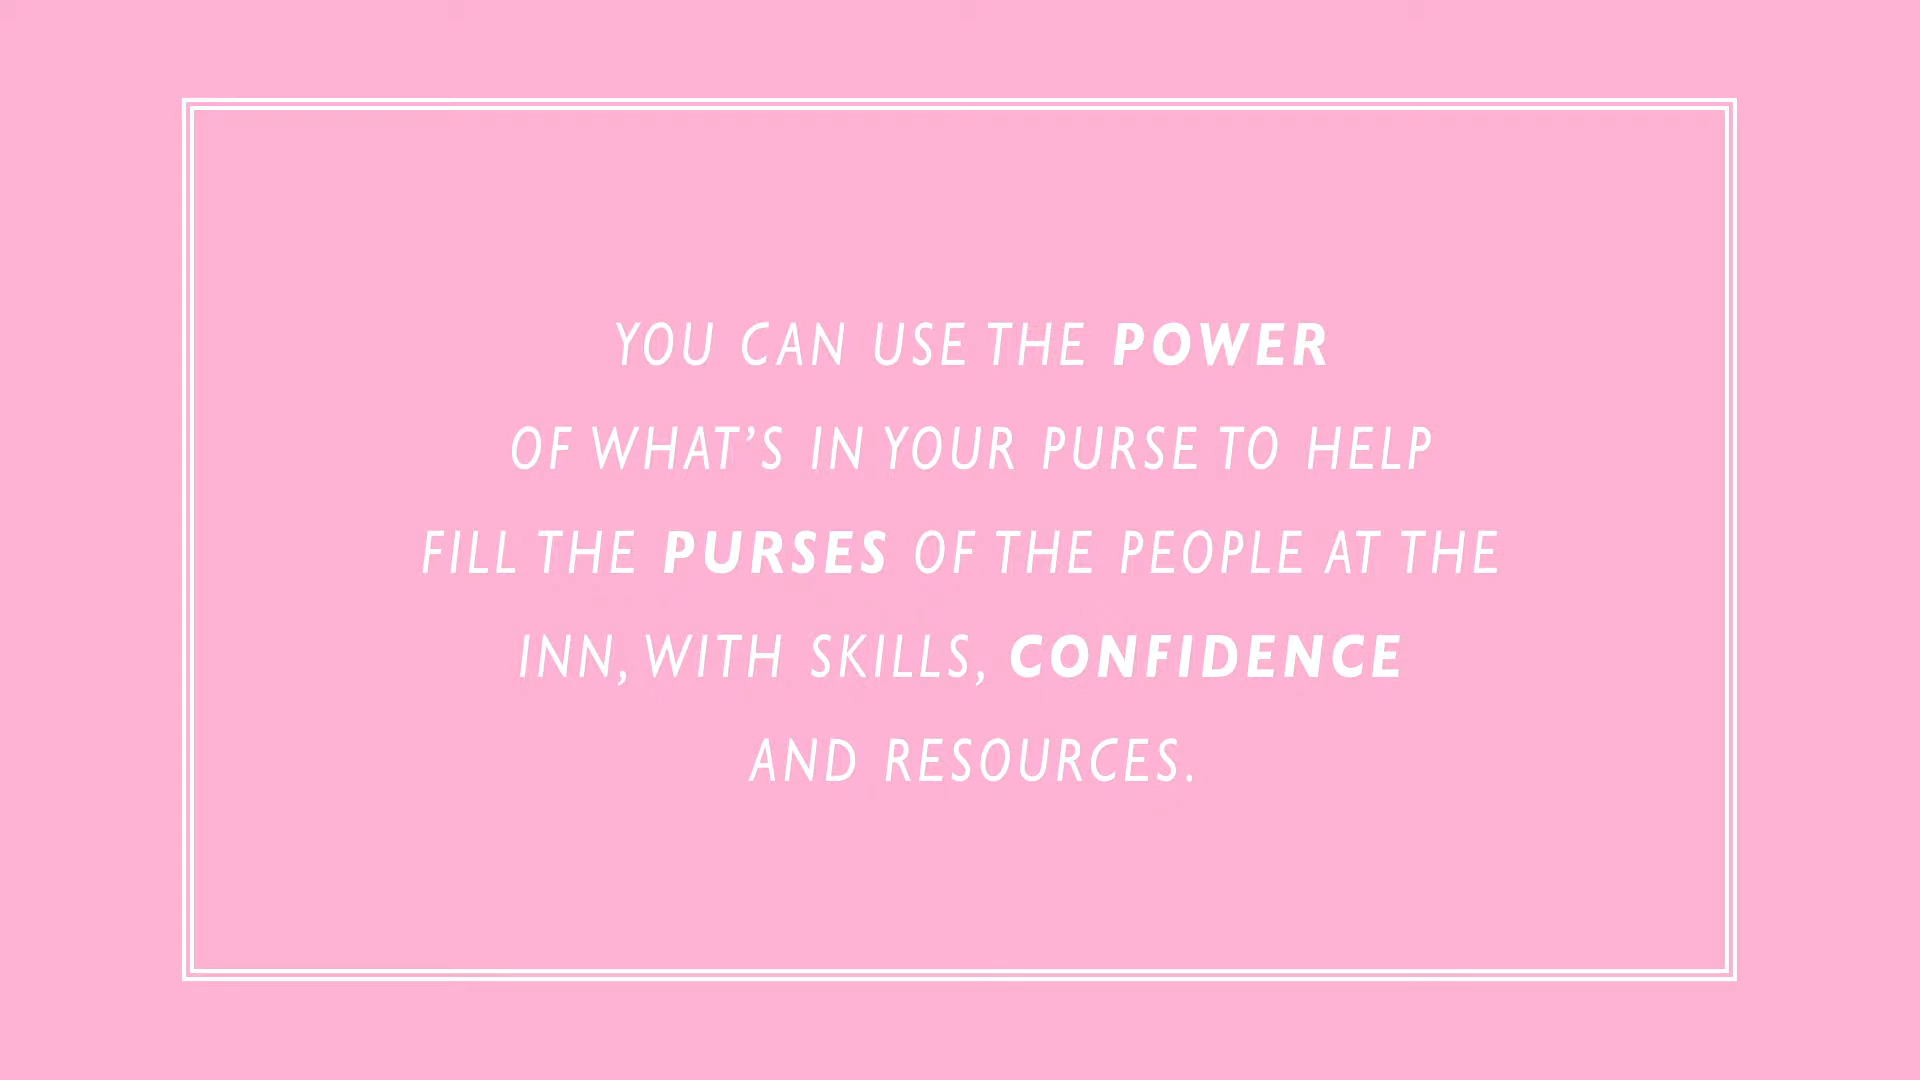 YOU CAN USE THE POWER
OF WHAT’S IN YOUR PURSE TO HELP
FILL THE PURSES OF THE PEOPLE AT THE
INN, WITH SKILLS, CONFIDENCE
AND RESOURCES.